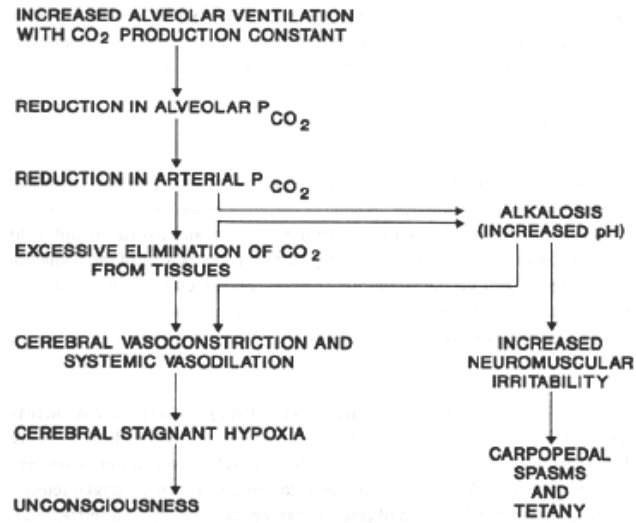 INCREASED ALVEOLAR VENTILATION
WITH CO₂ PRODUCTION CONSTANT
REDUCTION IN ALVEOLAR P CO₂
REDUCTION IN ARTERIAL P CO₂
ALKALOSIS
(INCREASED pH)
EXCESSIVE ELIMINATION OF CO₂
FROM TISSUES
CEREBRAL VASOCONSTRICTION AND
SYSTEMIC VASODILATION
INCREASED
NEUROMUSCULAR
IRRITABILITY
CEREBRAL STAGNANT HYPOXIA
CARPOPEDAL
SPASMS
AND
TETANY
UNCONSCIOUSNESS